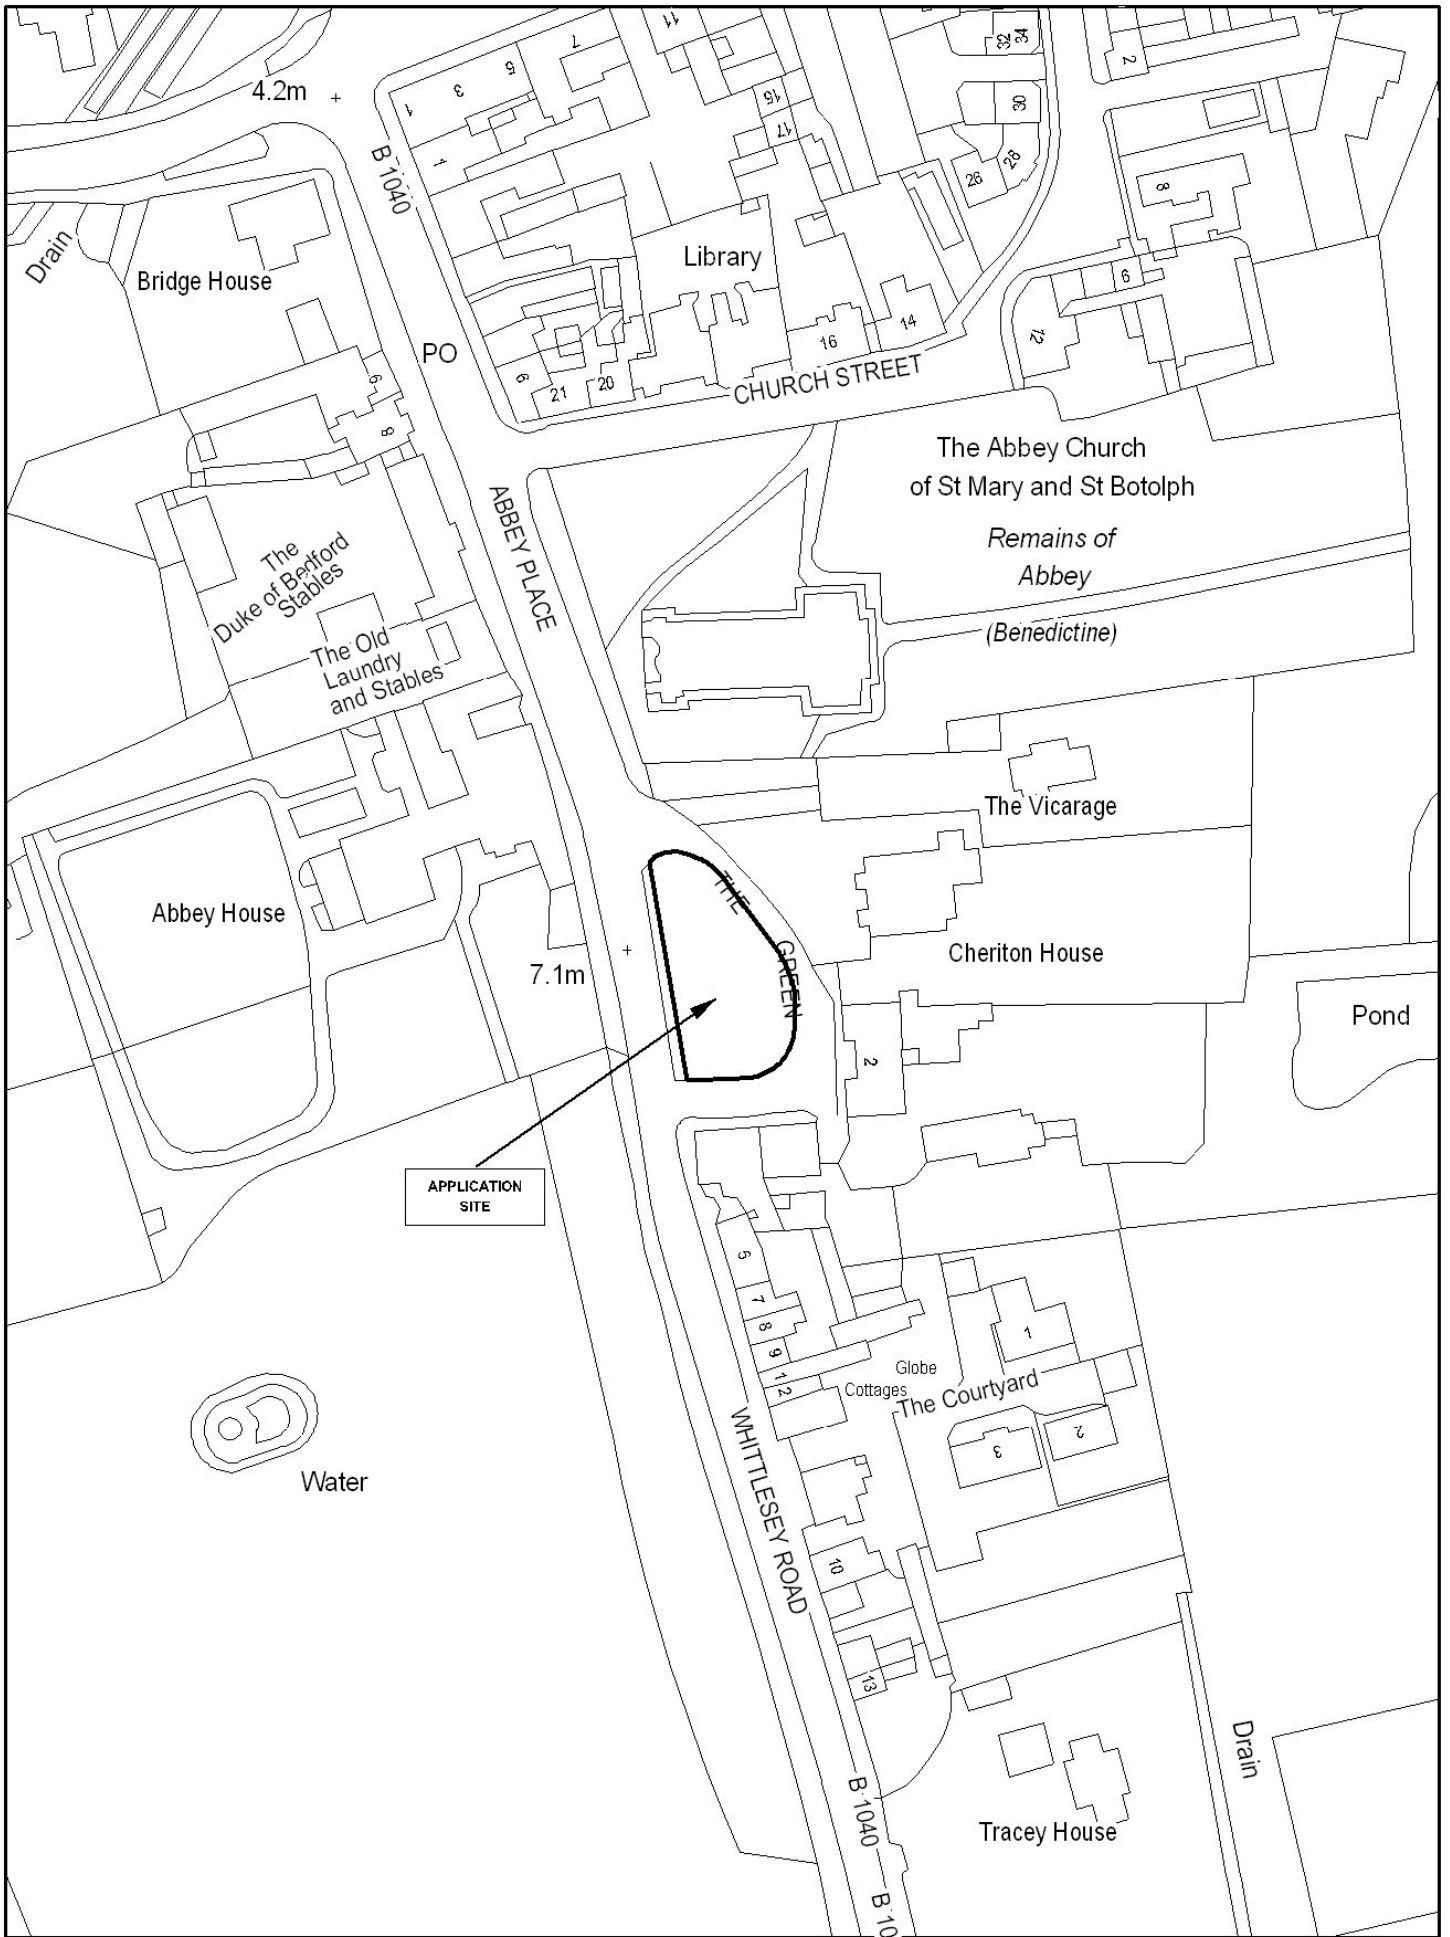 11
7
5
3
1
1
32
34
2
4.2m
15
17
30
28
26
8
B 1040
Drain
Bridge House
Library
6
PO
16
14
12
6
21
20
9
8
CHURCH STREET
The Abbey Church
of St Mary and St Botolph
Remains of
Abbey
(Benedictine)
ABBEY PLACE
The
Duke of Bedford
Stables
The Old
Laundry
and Stables
The Vicarage
Abbey House
THE
GREEN
Cheriton House
7.1m
Pond
2
APPLICATION
SITE
5
7
8
9
1
2
1
Globe
Cottages
The Courtyard
3
2
Water
WHITTLESEY ROAD
10
13
Drain
B 1040
Tracey House
B 10